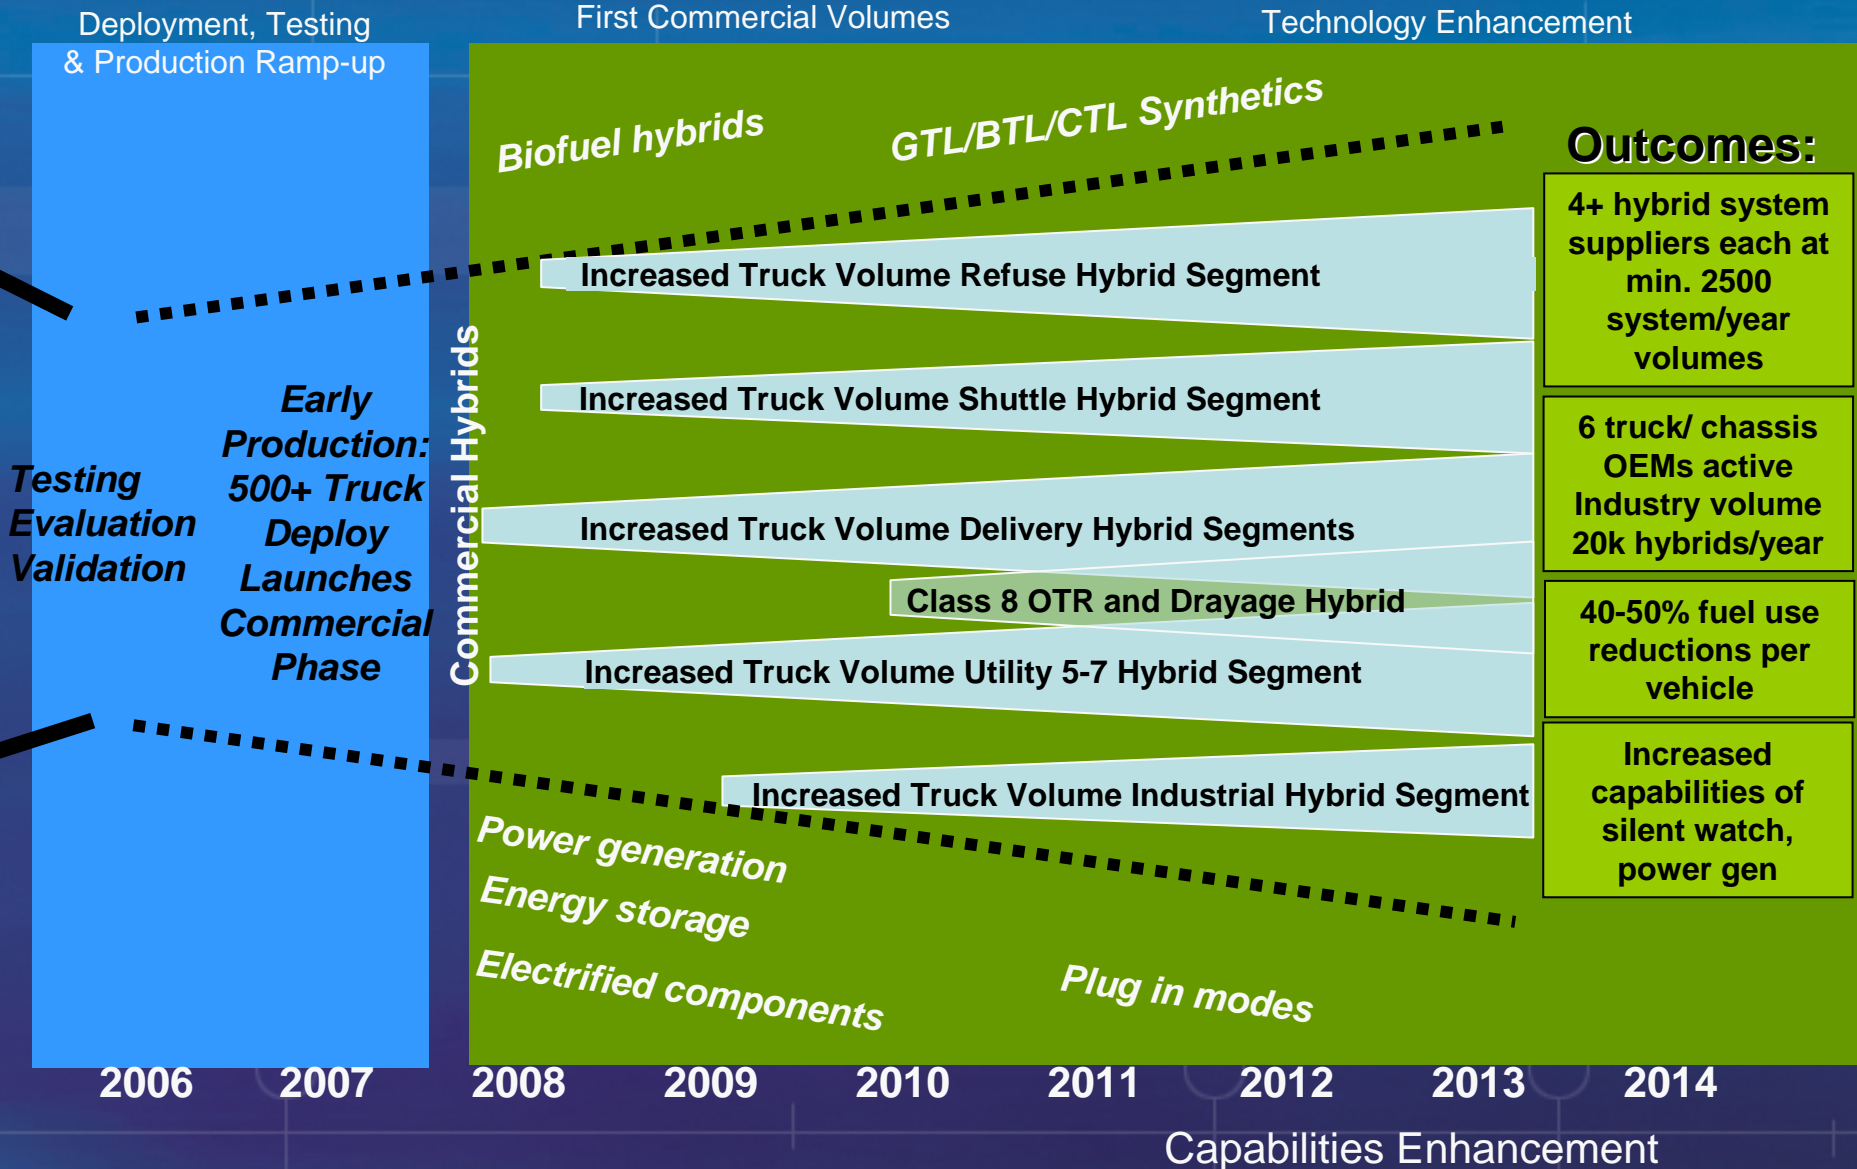 Deployment, Testing
& Production Ramp-up
First Commercial Volumes
Technology Enhancement
Biofuel hybrids
GTL/BTL/CTL Synthetics
Testing
Evaluation
Validation
Early
Production:
500+ Truck
Deploy
Launches
Commercial
Phase
Commercial Hybrids
Increased Truck Volume Refuse Hybrid Segment
Increased Truck Volume Shuttle Hybrid Segment
Increased Truck Volume Delivery Hybrid Segments
Class 8 OTR and Drayage Hybrid
Increased Truck Volume Utility 5-7 Hybrid Segment
Increased Truck Volume Industrial Hybrid Segment
Power generation
Energy storage
Electrified components
Plug in modes
Outcomes:
4+ hybrid system
suppliers each at
min. 2500
system/year
volumes
6 truck/ chassis
OEMs active
Industry volume
20k hybrids/year
40-50% fuel use
reductions per
vehicle
Increased
capabilities of
silent watch,
power gen
2006 2007 2008 2009 2010 2011 2012 2013 2014
Capabilities Enhancement